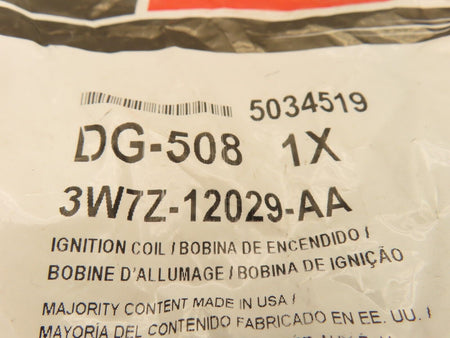 5034519
DG-508 1X
3W7Z-12029-AA
IGNITION COIL / BOBINA DE ENCENDIDO /
BOBINE D'ALLUMAGE / BOBINA DE IGNIÇÃO
MAJORITY CONTENT MADE IN USA /
MAYORÍA DEL CONTENIDO FABRICADO EN EE. UU. /